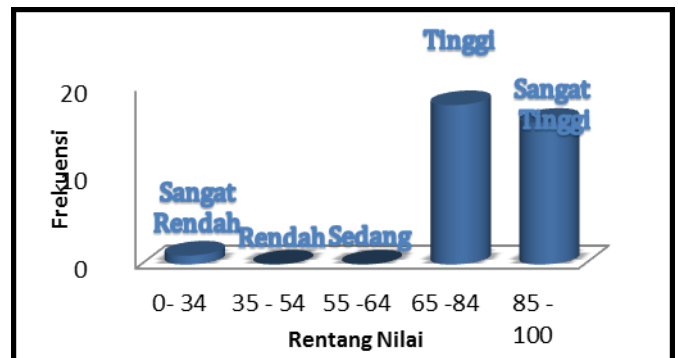 Tinggi
20
Sangat
Tinggi
Frekuensi
10
Sangat
Rendah
Rendah
Sedang
0
0- 34
35 - 54
55 -64
65 -84
85 -
100
Rentang Nilai